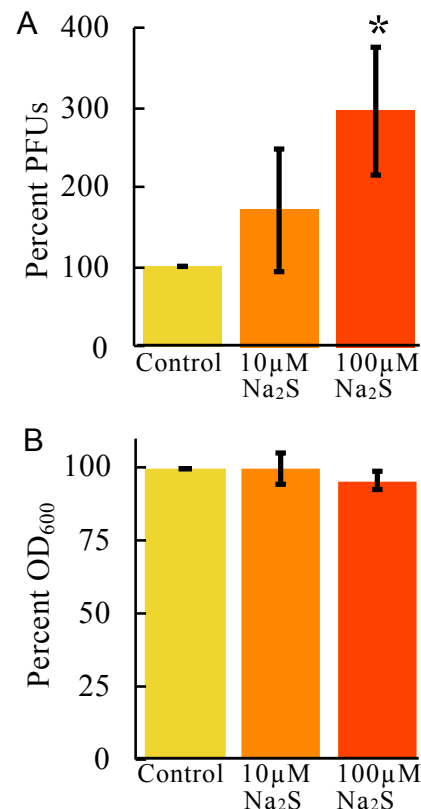 A
Percent PFUs
400
300
200
100
0
*
Control 10µM 100µM
Na₂S Na₂S
B
Percent OD₆₀₀
100
75
50
25
0
Control 10µM 100µM
Na₂S Na₂S